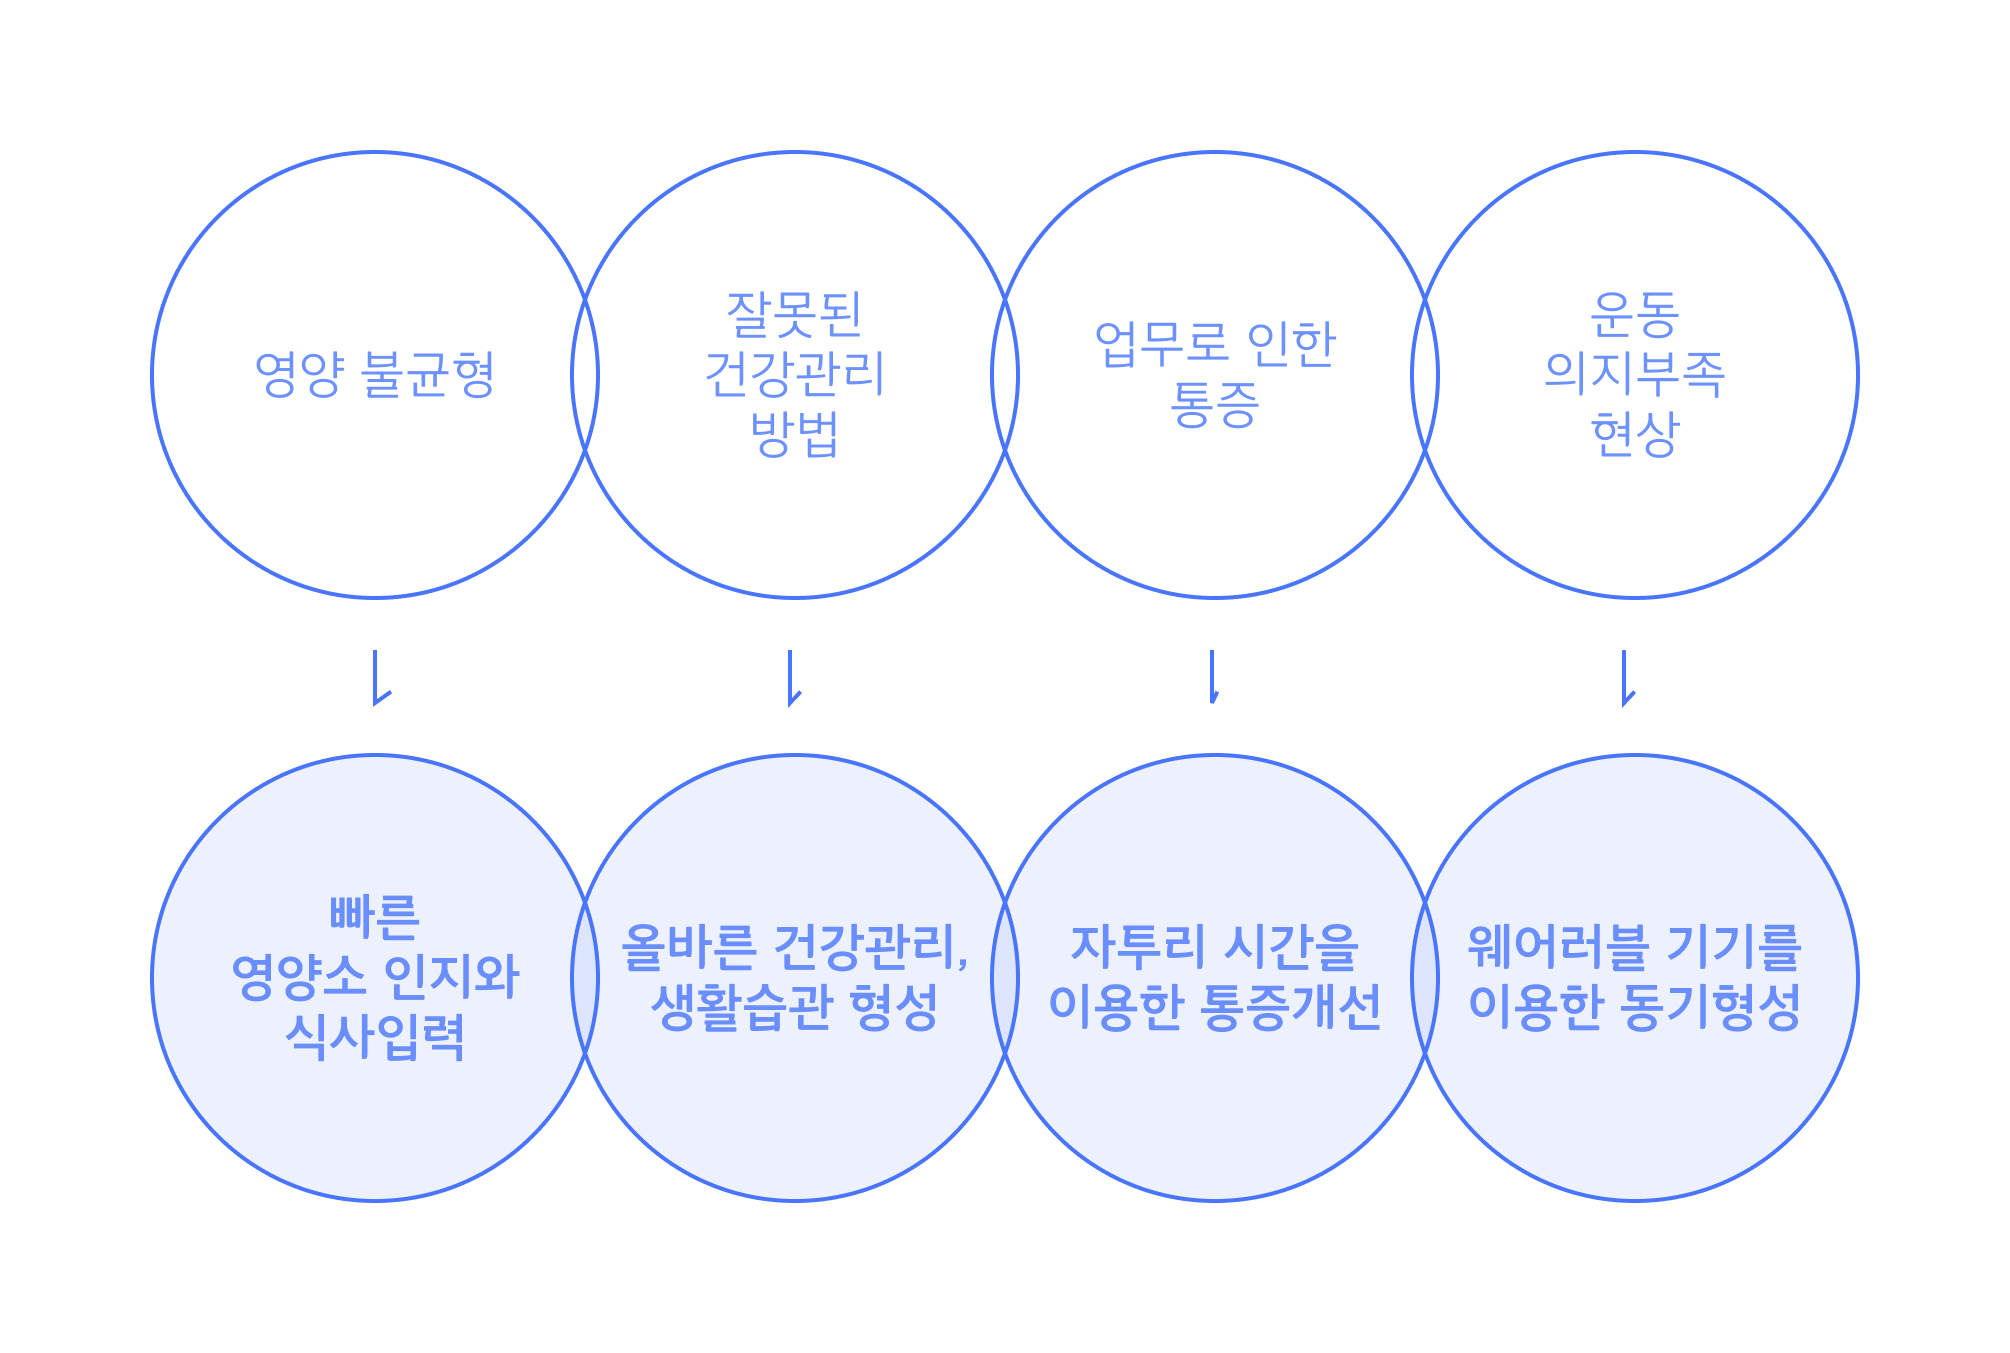 영양 불균형
잘못된
건강관리
방법
업무로 인한
통증
운동
의지부족
현상
빠른
영양소 인지와
식사입력
올바른 건강관리,
생활습관 형성
자투리 시간을
이용한 통증개선
웨어러블 기기를
이용한 동기형성